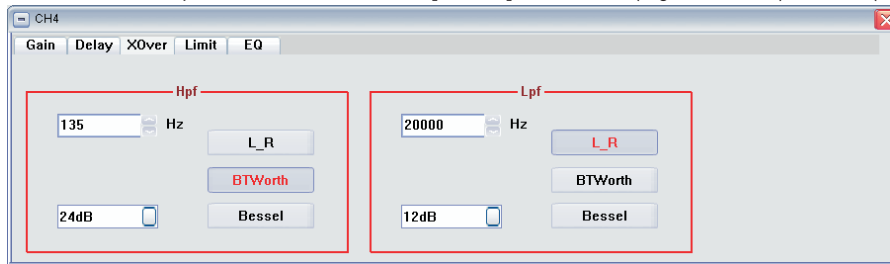 CH4
Gain Delay XOver Limit EQ
Hpf
135 Hz
L_R
BTWorth
24dB
Bessel
Lpf
20000 Hz
L_R
BTWorth
12dB
Bessel